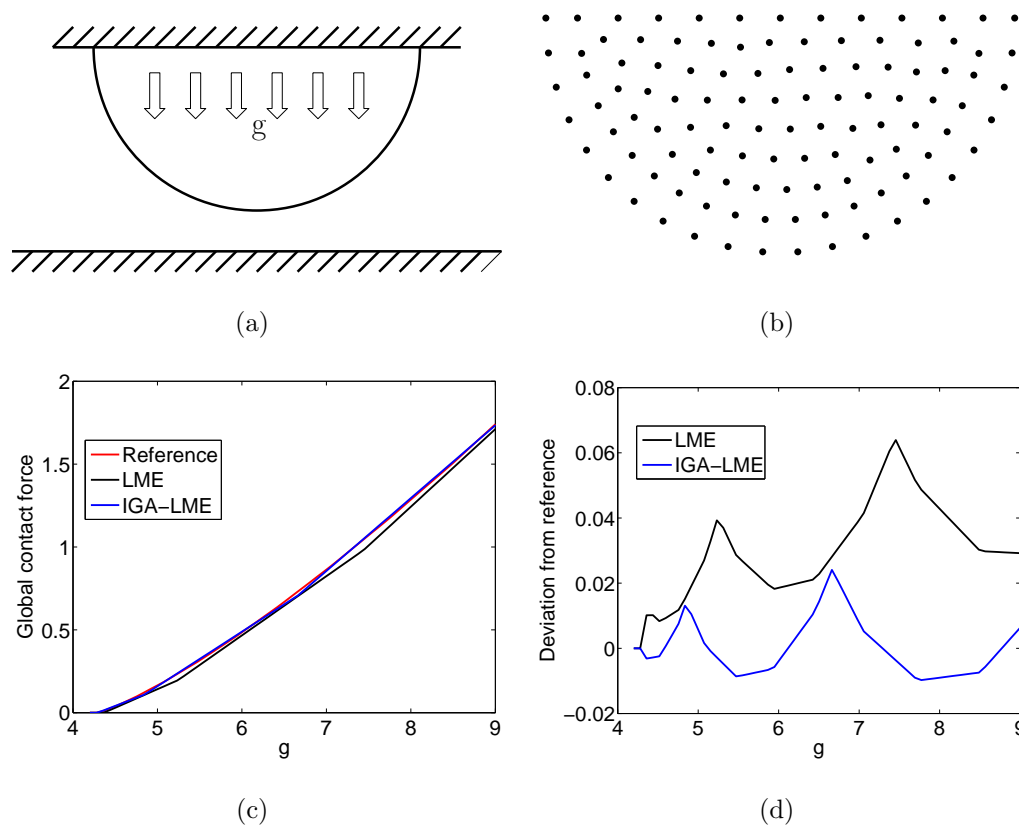 g
(a)
(b)
2
1.5
1
0.5
0
4 5 6 7 8 9
Global contact force
g
Reference
LME
IGA−LME
(c)
0.08
0.06
0.04
0.02
0
−0.02
4 5 6 7 8 9
Deviation from reference
g
LME
IGA−LME
(d)